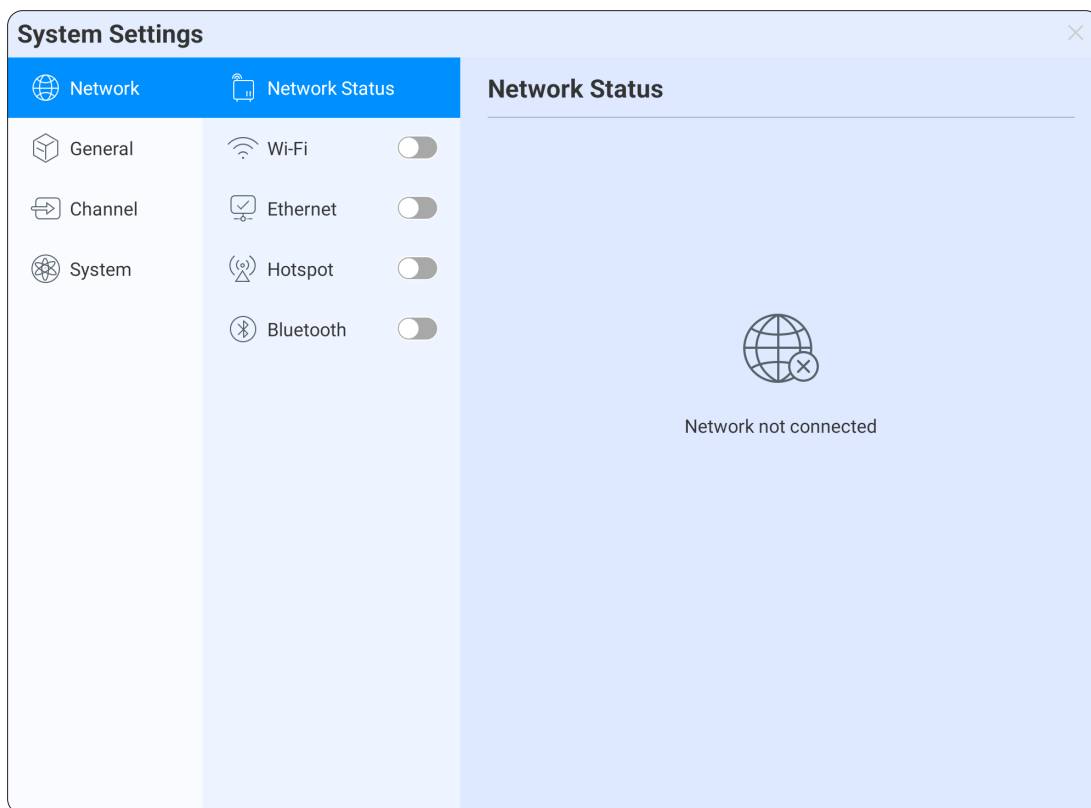 System Settings
Network
General
Channel
System
Network Status
Wi-Fi
Ethernet
Hotspot
Bluetooth
Network Status
Network not connected